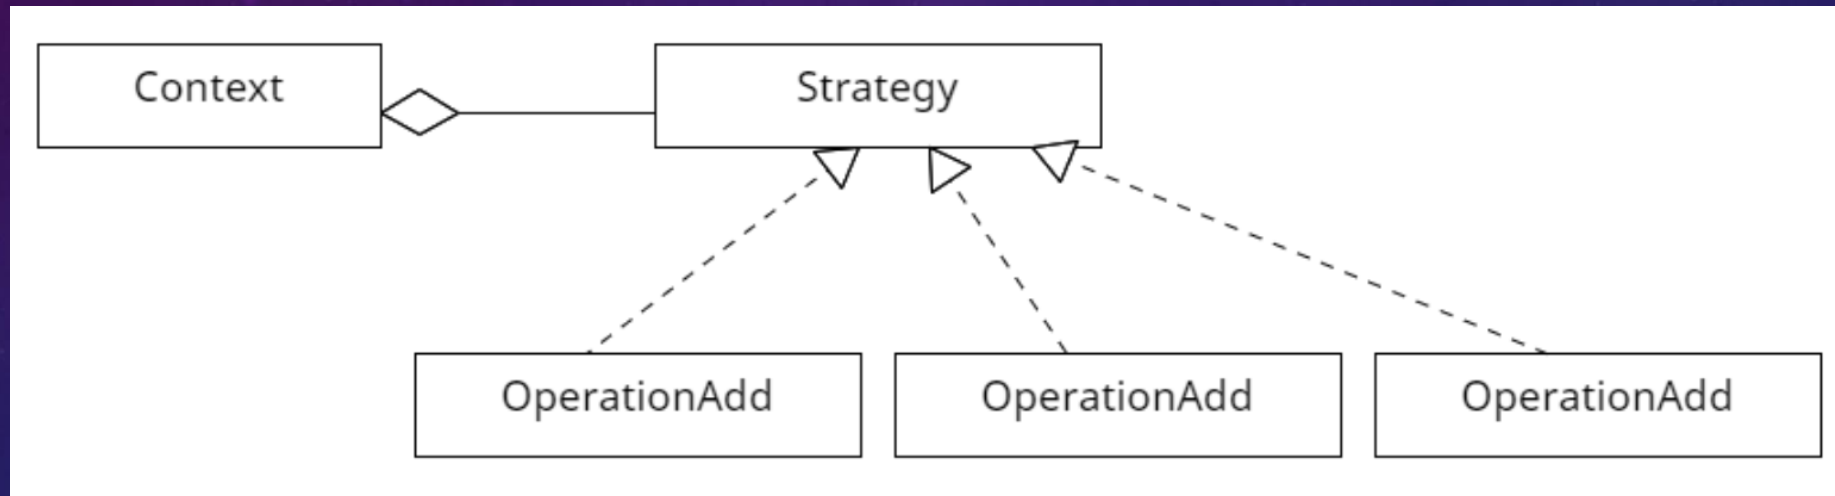 Context
Strategy
OperationAdd
OperationAdd
OperationAdd